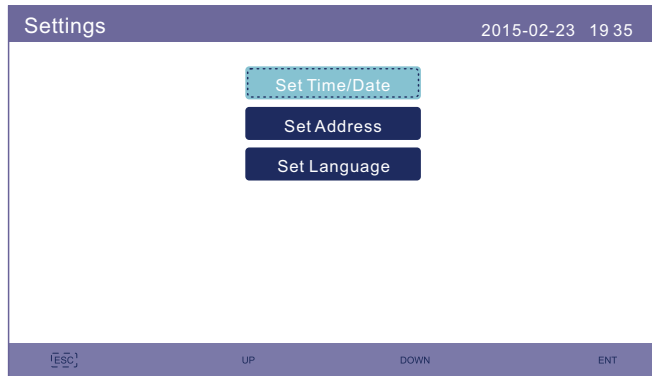 Settings 2015-02-23 19 35
Set Time/Date
Set Address
Set Language
ESC UP DOWN ENT